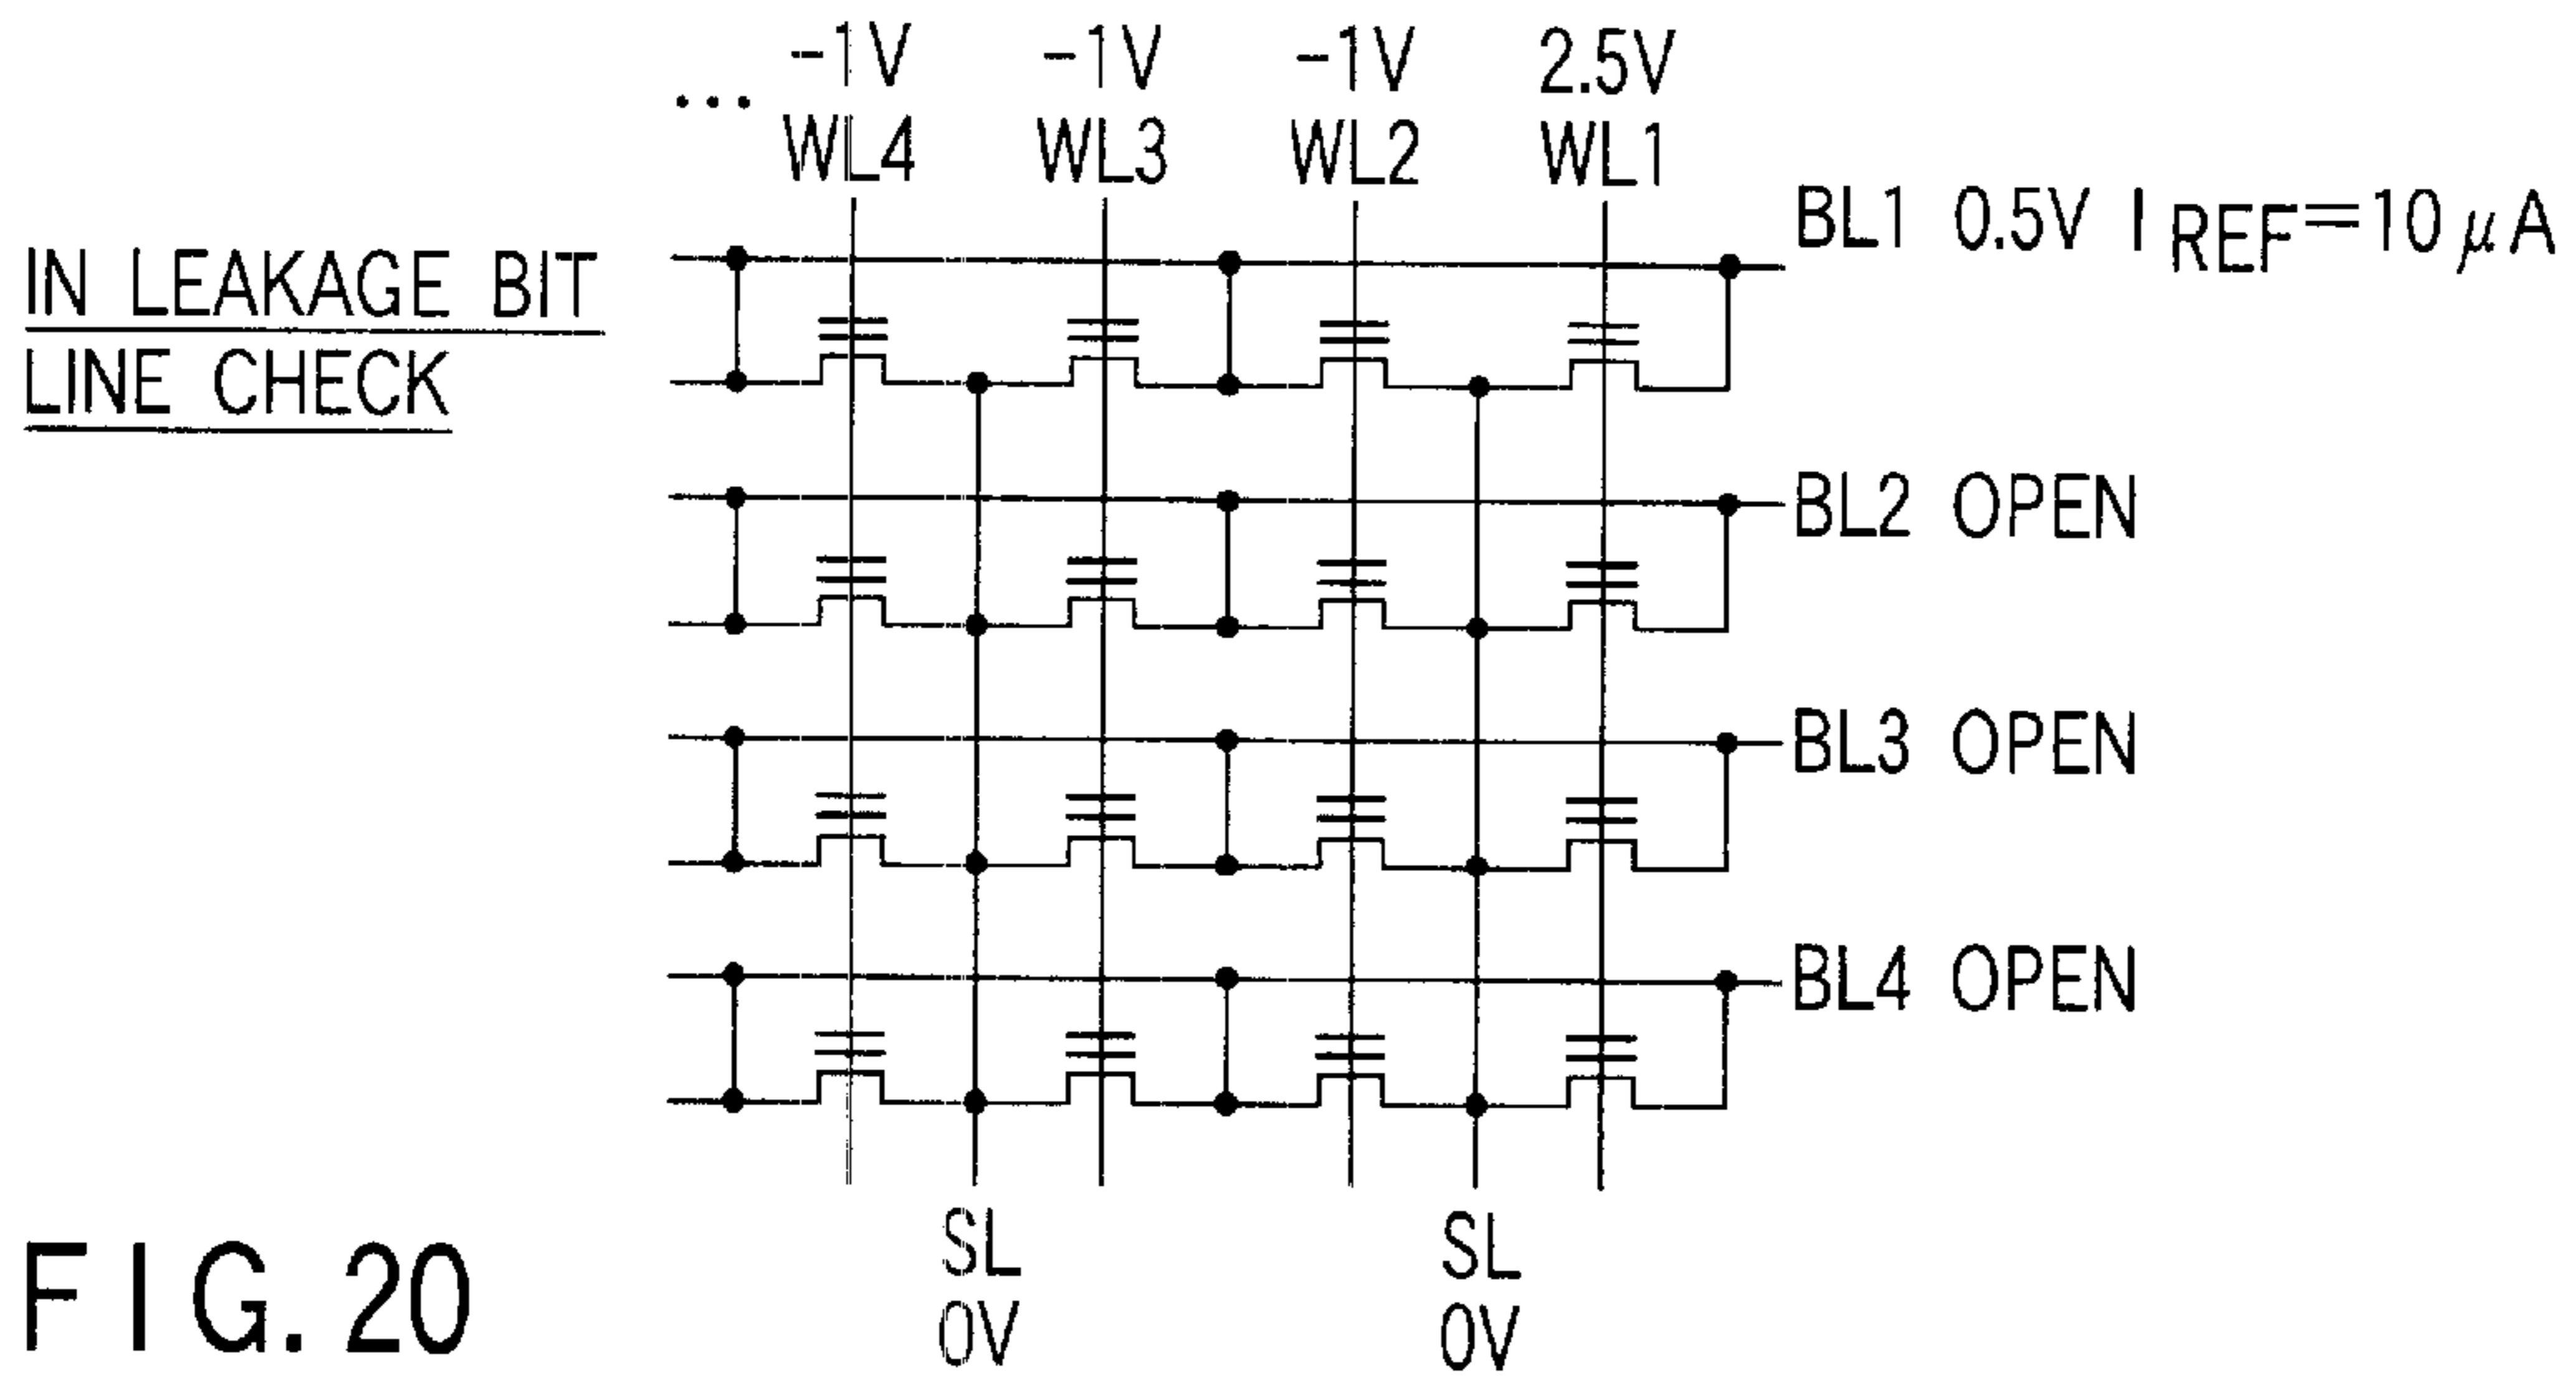 -1V -1V -1V 2.5V
... WL4 WL3 WL2 WL1
BL1 0.5V I REF=10μA
IN LEAKAGE BIT
LINE CHECK
BL2 OPEN
BL3 OPEN
BL4 OPEN
SL SL
0V 0V
FIG. 20